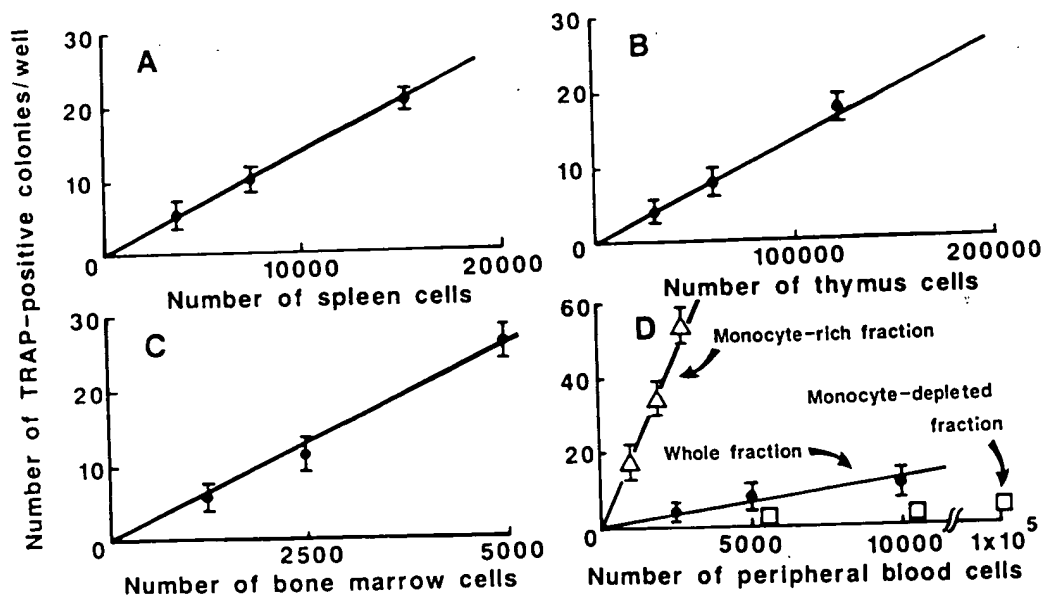 Number of TRAP-positive colonies/well
A
30
20
10
0
10000
20000
Number of spleen cells
B
30
20
10
0
100000
200000
Number of thymus cells
C
30
20
10
0
2500
5000
Number of bone marrow cells
D
60
40
20
0
5000
10000
1x10 5
Monocyte-rich fraction
Monocyte-depleted
fraction
Whole fraction
Number of peripheral blood cells